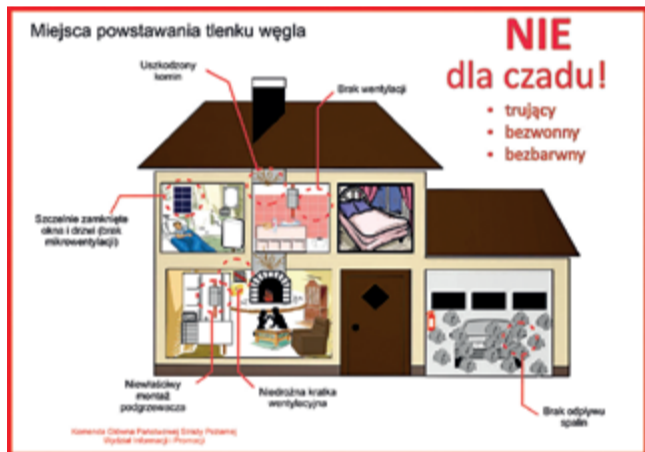 Miejsca powstawania tlenku węgla
NIE
dla czadu!
• trujący
• bezwonny
• bezbarwny
Uszkodzony
komin
Brak wentylacji
Szczelnie zamknięte
okna i drzwi (brak
mikrowentylacji)
Niewłaściwy
montaż
podgrzewacza
Niedrożna kratka
wentylacyjna
Brak odpływu
spalin
Komenda Główna Państwowej Straży Pożarnej
Wydział Informacji i Promocji